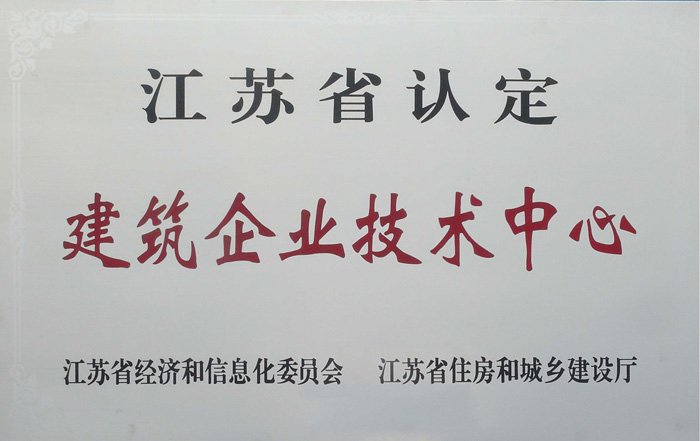 江苏省认定
建筑企业技术中心
江苏省经济和信息化委员会 江苏省住房和城乡建设厅